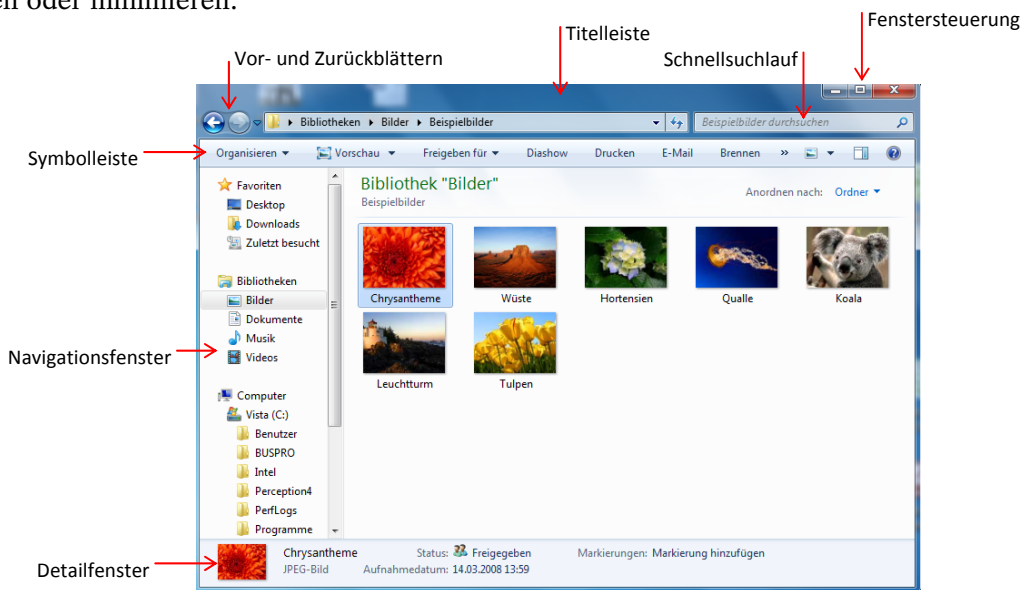 en oder minimieren.
Fenstersteuerung
Titelleiste
Vor- und Zurückblättern
Schnellsuchlauf
Bibliotheken ▸ Bilder ▸ Beispielbilder
Beispielbilder durchsuchen
Symbolleiste
Organisieren Vorschau Freigeben für Diashow Drucken E-Mail Brennen »
Favoriten
Desktop
Downloads
Zuletzt besucht
Bibliotheken
Bilder
Dokumente
Musik
Videos
Navigationsfenster
Computer
Vista (C:)
Benutzer
BUSPRO
Intel
Perception4
PerfLogs
Programme
Bibliothek "Bilder"
Beispielbilder
Anordnen nach: Ordner
Chrysantheme Wüste Hortensien Qualle Koala
Leuchtturm Tulpen
Detailfenster
Chrysantheme Status: Freigegeben Markierungen: Markierung hinzufügen
JPEG-Bild Aufnahmedatum: 14.03.2008 13:59